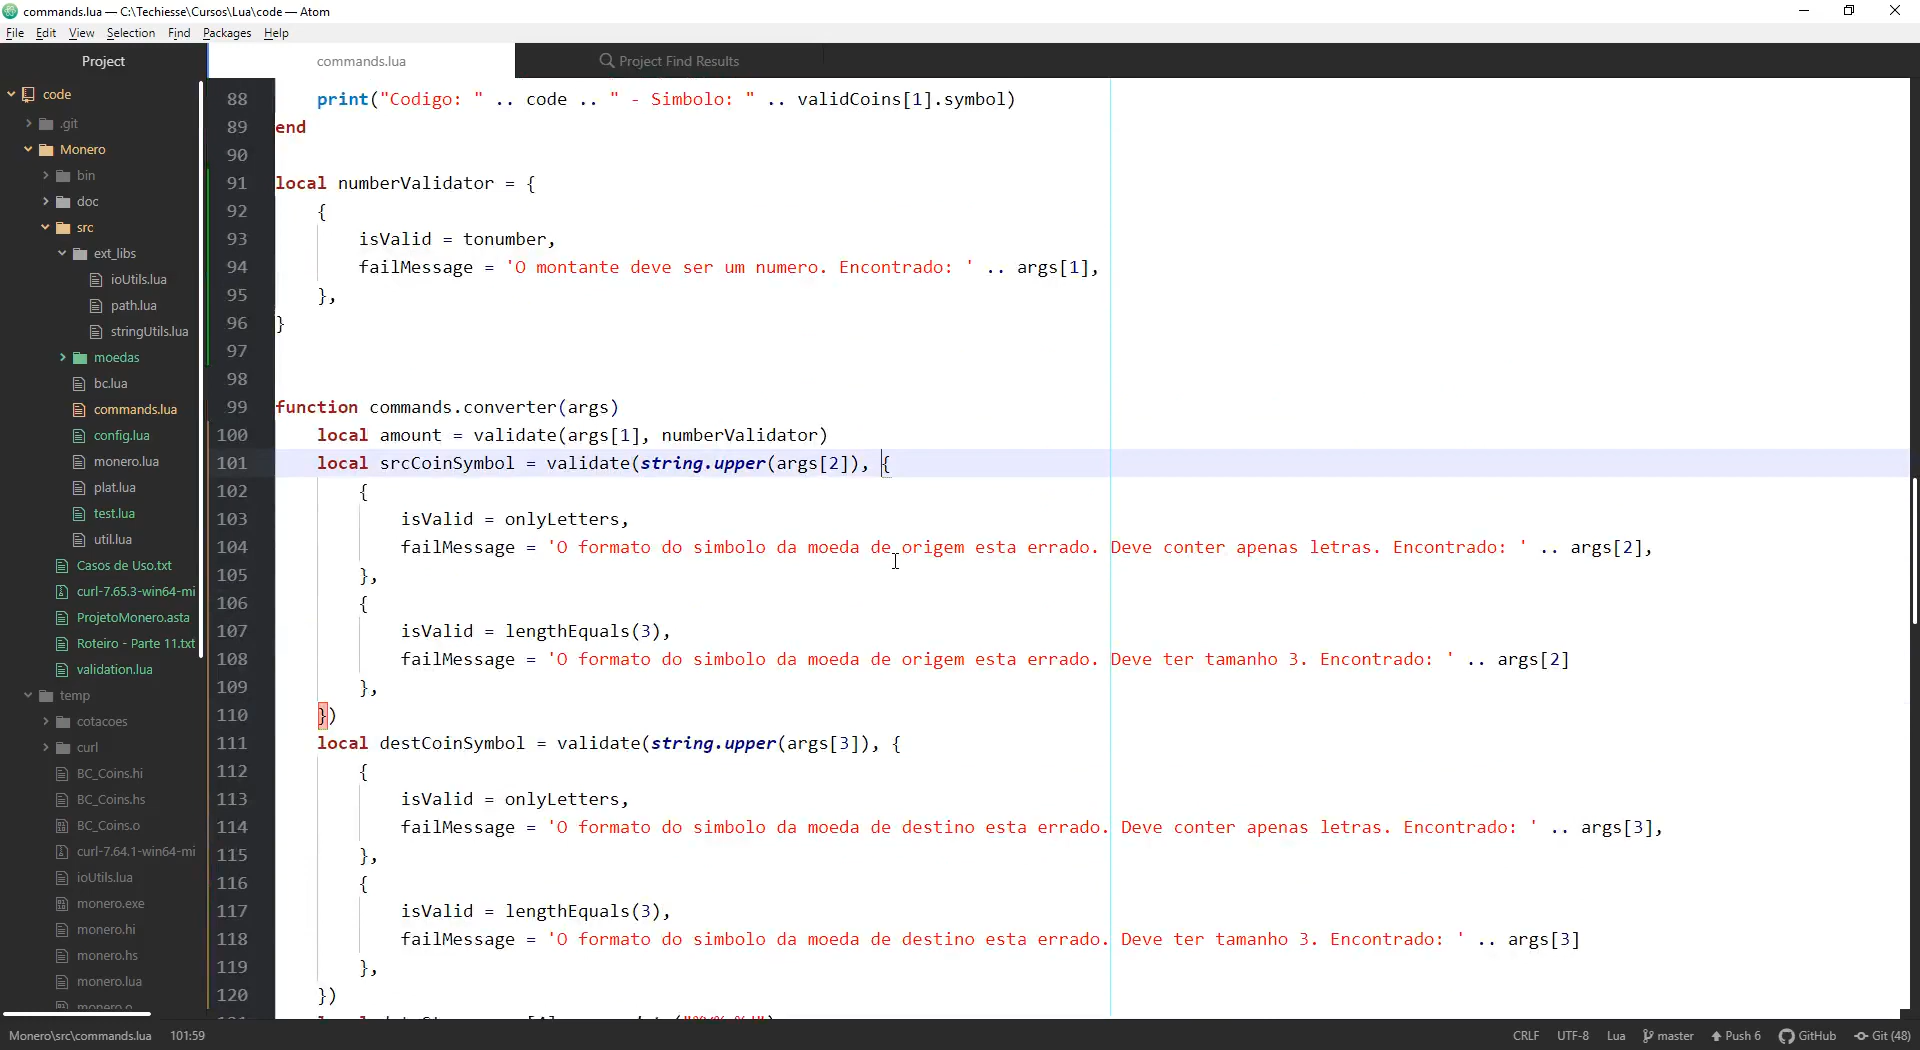 commands.lua — C:\Techiesse\Cursos\Lua\code — Atom
File Edit View Selection Find Packages Help
Project
commands.lua
Project Find Results
code
.git
Monero
bin
doc
src
ext_libs
ioUtils.lua
path.lua
stringUtils.lua
moedas
bc.lua
commands.lua
config.lua
monero.lua
plat.lua
test.lua
util.lua
Casos de Uso.txt
curl-7.65.3-win64-mi
ProjetoMonero.asta
Roteiro - Parte 11.txt
validation.lua
temp
cotacoes
curl
BC_Coins.hi
BC_Coins.hs
BC_Coins.o
curl-7.64.1-win64-mi
ioUtils.lua
monero.exe
monero.hi
monero.hs
monero.lua
monero.o
88 print("Codigo: " .. code .. " - Simbolo: " .. validCoins[1].symbol)
89 end
90
91 local numberValidator = {
92 {
93 isValid = tonumber,
94 failMessage = 'O montante deve ser um numero. Encontrado: ' .. args[1],
95 },
96 }
97
98
99 function commands.converter(args)
100 local amount = validate(args[1], numberValidator)
101 local srcCoinSymbol = validate(string.upper(args[2]), {
102 {
103 isValid = onlyLetters,
104 failMessage = 'O formato do simbolo da moeda de origem esta errado. Deve conter apenas letras. Encontrado: ' .. args[2],
105 },
106 {
107 isValid = lengthEquals(3),
108 failMessage = 'O formato do simbolo da moeda de origem esta errado. Deve ter tamanho 3. Encontrado: ' .. args[2]
109 },
110 })
111 local destCoinSymbol = validate(string.upper(args[3]), {
112 {
113 isValid = onlyLetters,
114 failMessage = 'O formato do simbolo da moeda de destino esta errado. Deve conter apenas letras. Encontrado: ' .. args[3],
115 },
116 {
117 isValid = lengthEquals(3),
118 failMessage = 'O formato do simbolo da moeda de destino esta errado. Deve ter tamanho 3. Encontrado: ' .. args[3]
119 },
120 })
Monero\src\commands.lua 101:59
CRLF UTF-8 Lua master Push 6 GitHub Git (48)